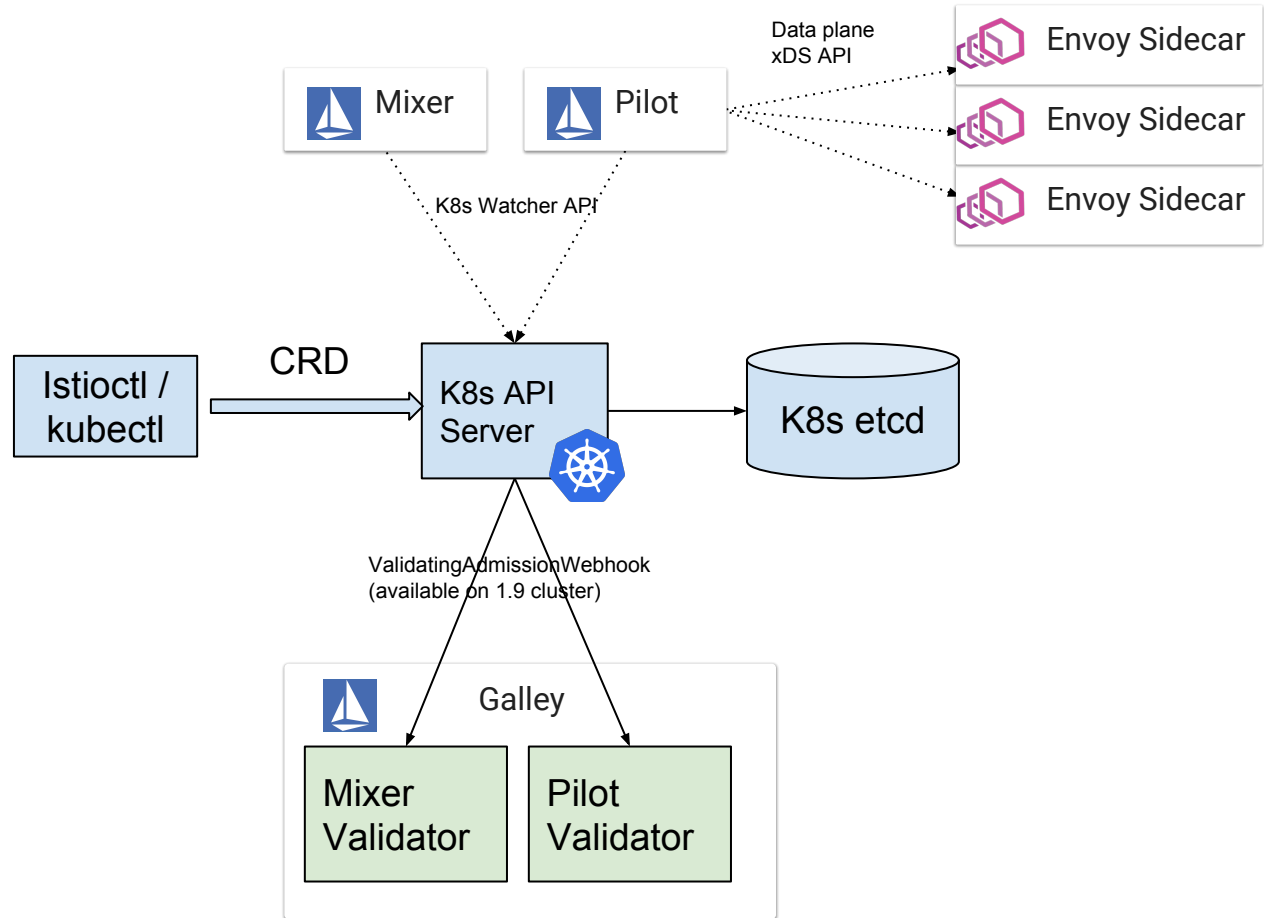 Data plane
xDS API
Envoy Sidecar
Envoy Sidecar
Envoy Sidecar
Mixer
Pilot
K8s Watcher API
Istioctl /
kubectl
CRD
K8s API
Server
K8s etcd
ValidatingAdmissionWebhook
(available on 1.9 cluster)
Galley
Mixer
Validator
Pilot
Validator